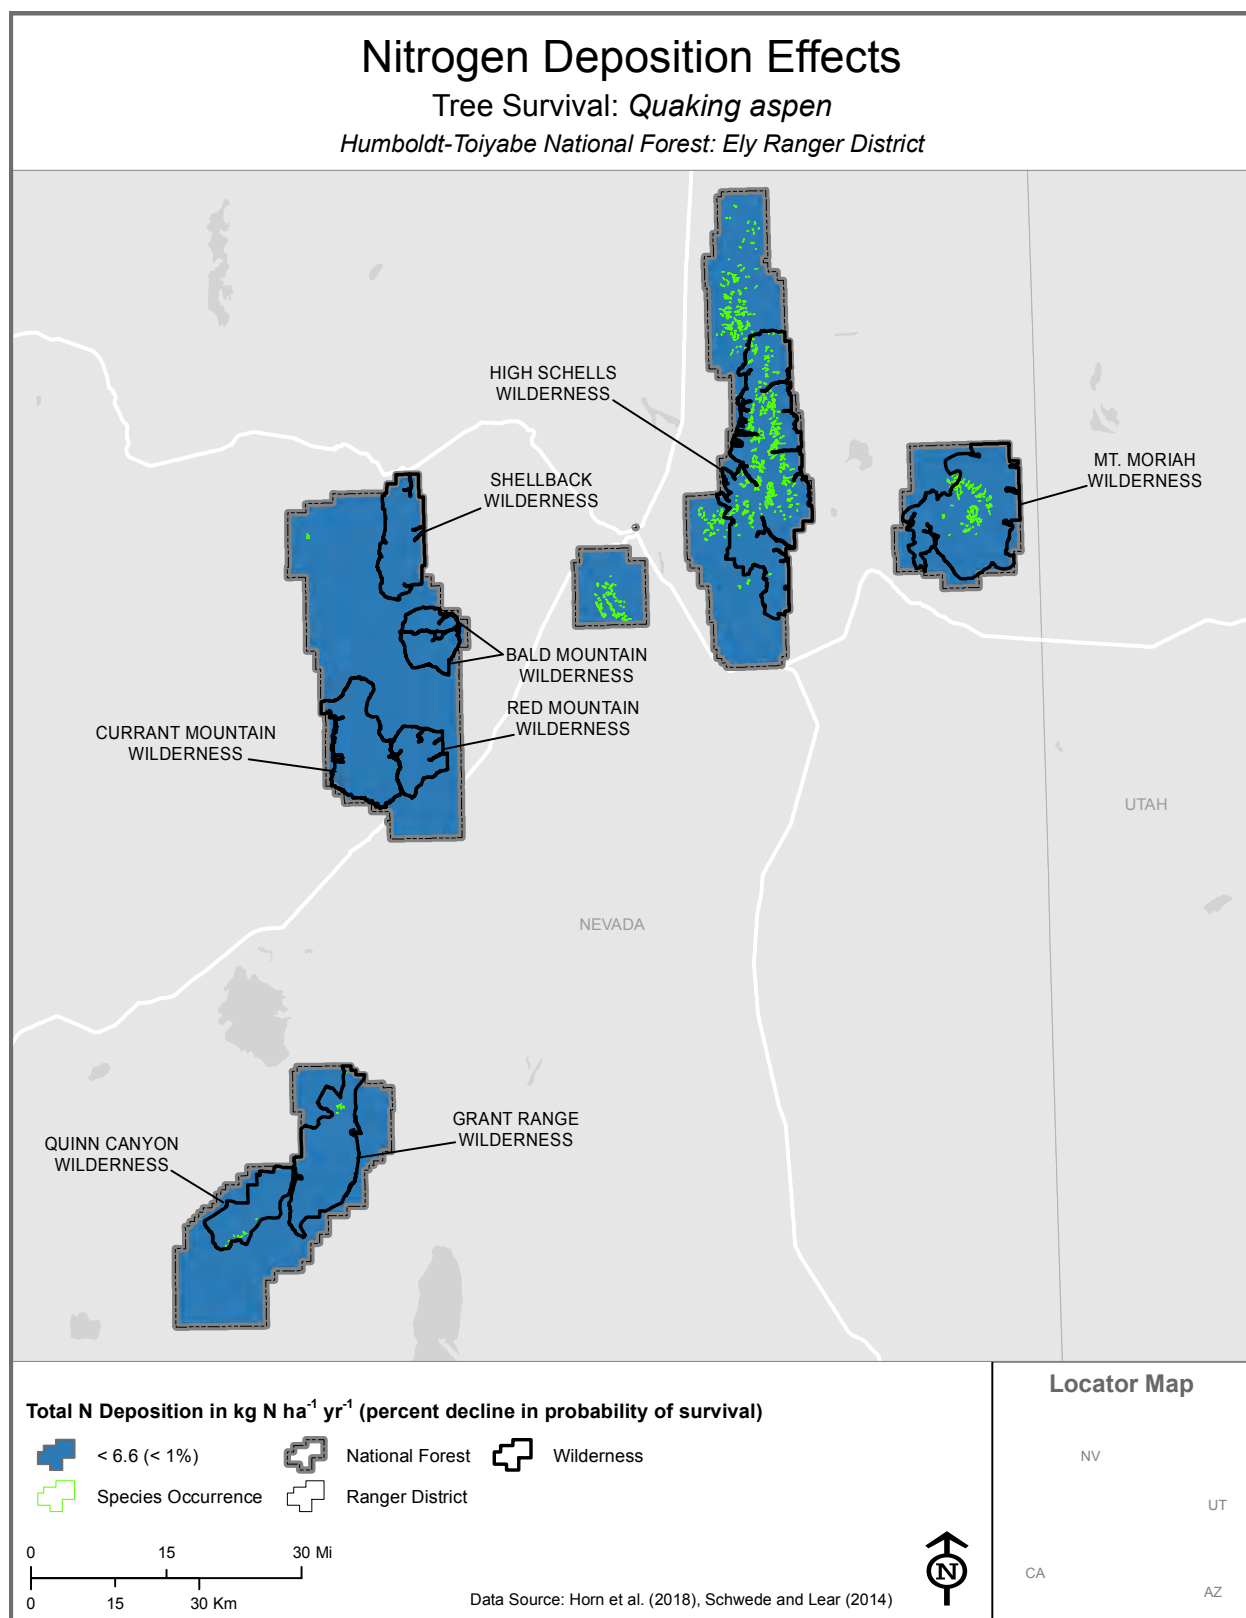 Nitrogen Deposition Effects
Tree Survival: Quaking aspen
Humboldt-Toiyabe National Forest: Ely Ranger District
HIGH SCHELLS
WILDERNESS
MT. MORIAH
WILDERNESS
SHELLBACK
WILDERNESS
BALD MOUNTAIN
WILDERNESS
RED MOUNTAIN
WILDERNESS
CURRANT MOUNTAIN
WILDERNESS
UTAH
NEVADA
GRANT RANGE
WILDERNESS
QUINN CANYON
WILDERNESS
Total N Deposition in kg N ha-1 yr-1 (percent decline in probability of survival)
< 6.6 (< 1%)
National Forest
Wilderness
Species Occurrence
Ranger District
0 15 30 Mi
0 15 30 Km
N
Data Source: Horn et al. (2018), Schwede and Lear (2014)
Locator Map
NV
UT
CA
AZ